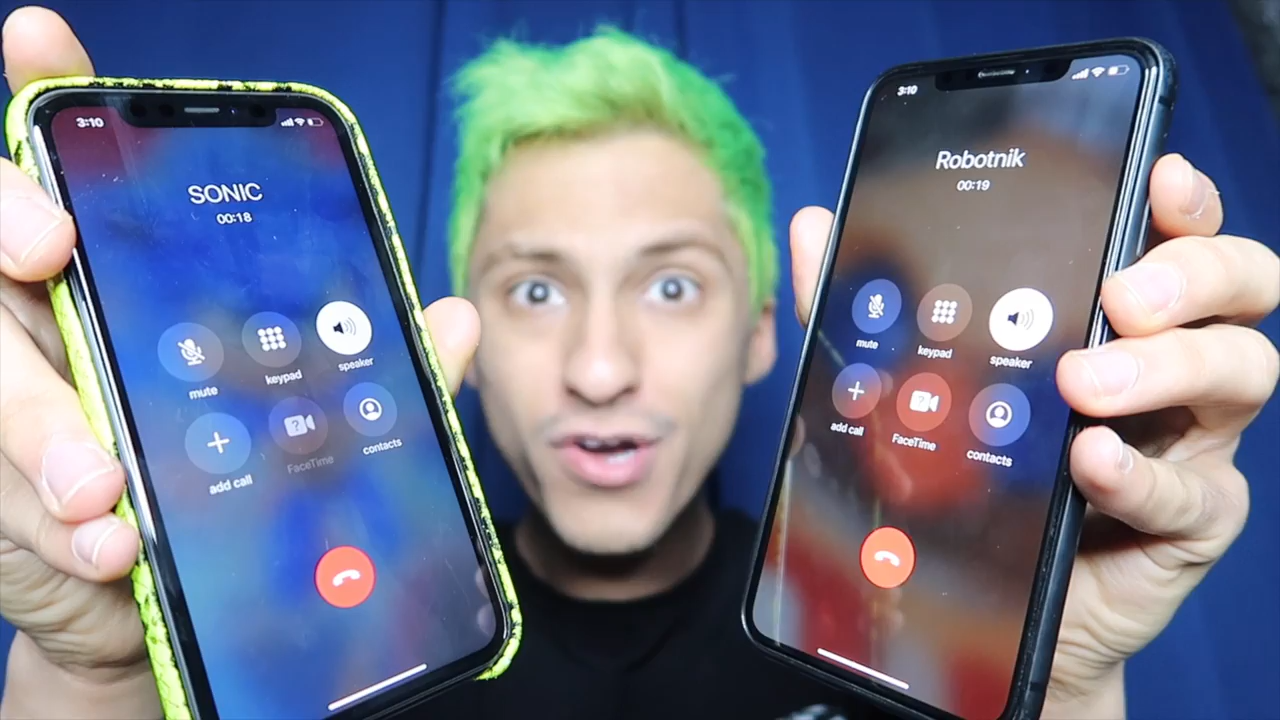 3:10
SONIC
00:18
mute
keypad
speaker
add call
FaceTime
contacts
3:10
Robotnik
00:19
mute
keypad
speaker
add call
FaceTime
contacts